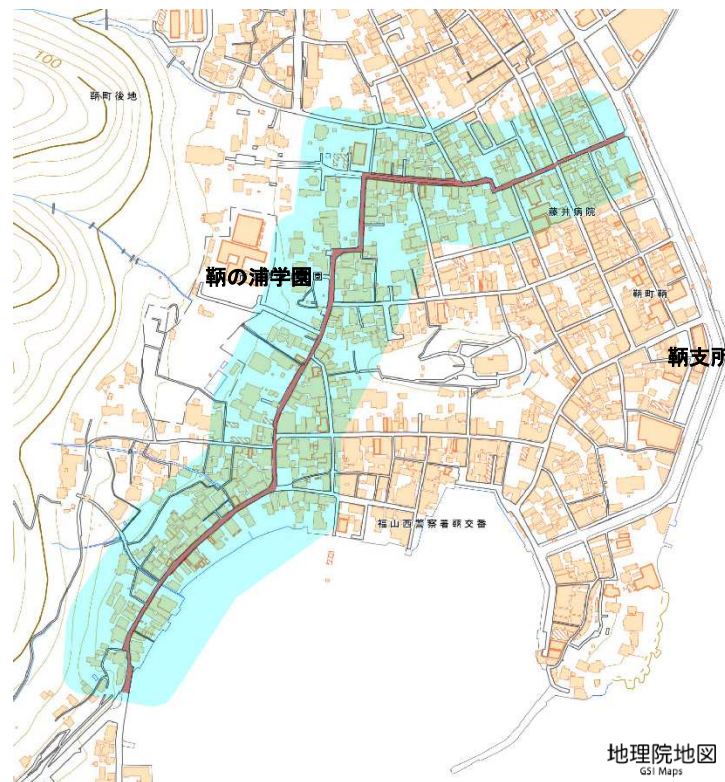 100
鞆町後地
藤井病院
鞆の浦学園
鞆町鞆
鞆支所
福山西警察署鞆交番
地理院地図
GSI Maps